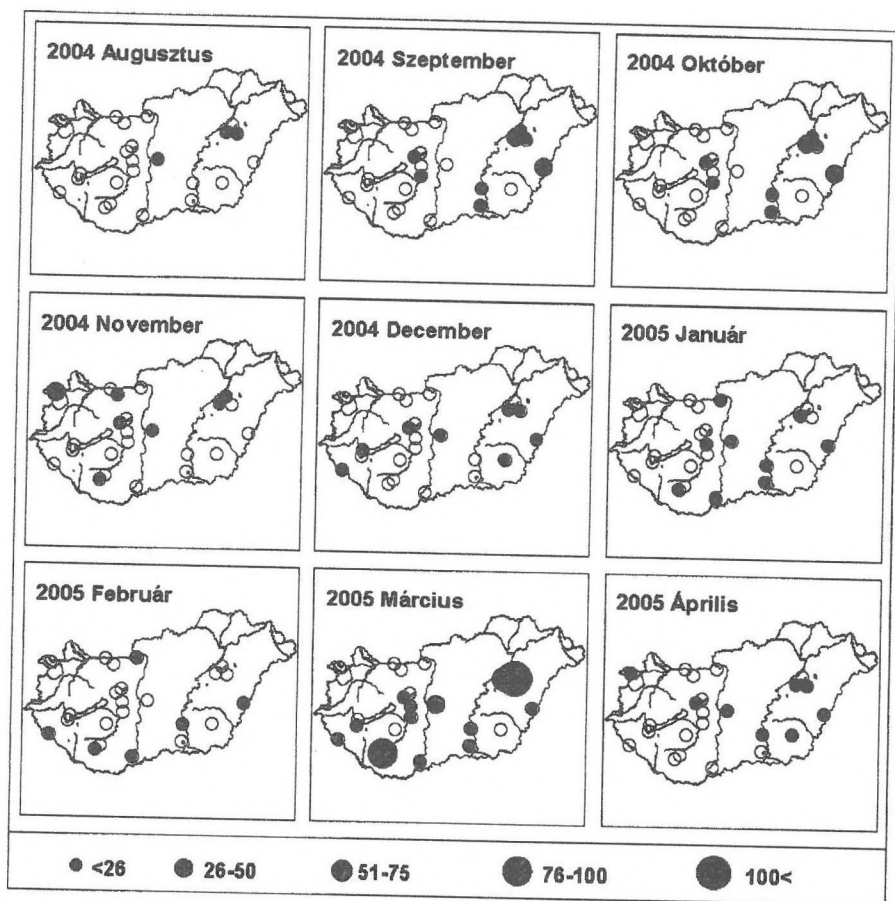 2004 Augusztus
2004 Szeptember
2004 Október
2004 November
2004 December
2005 Január
2005 Február
2005 Március
2005 Április
<26
26-50
51-75
76-100
100<